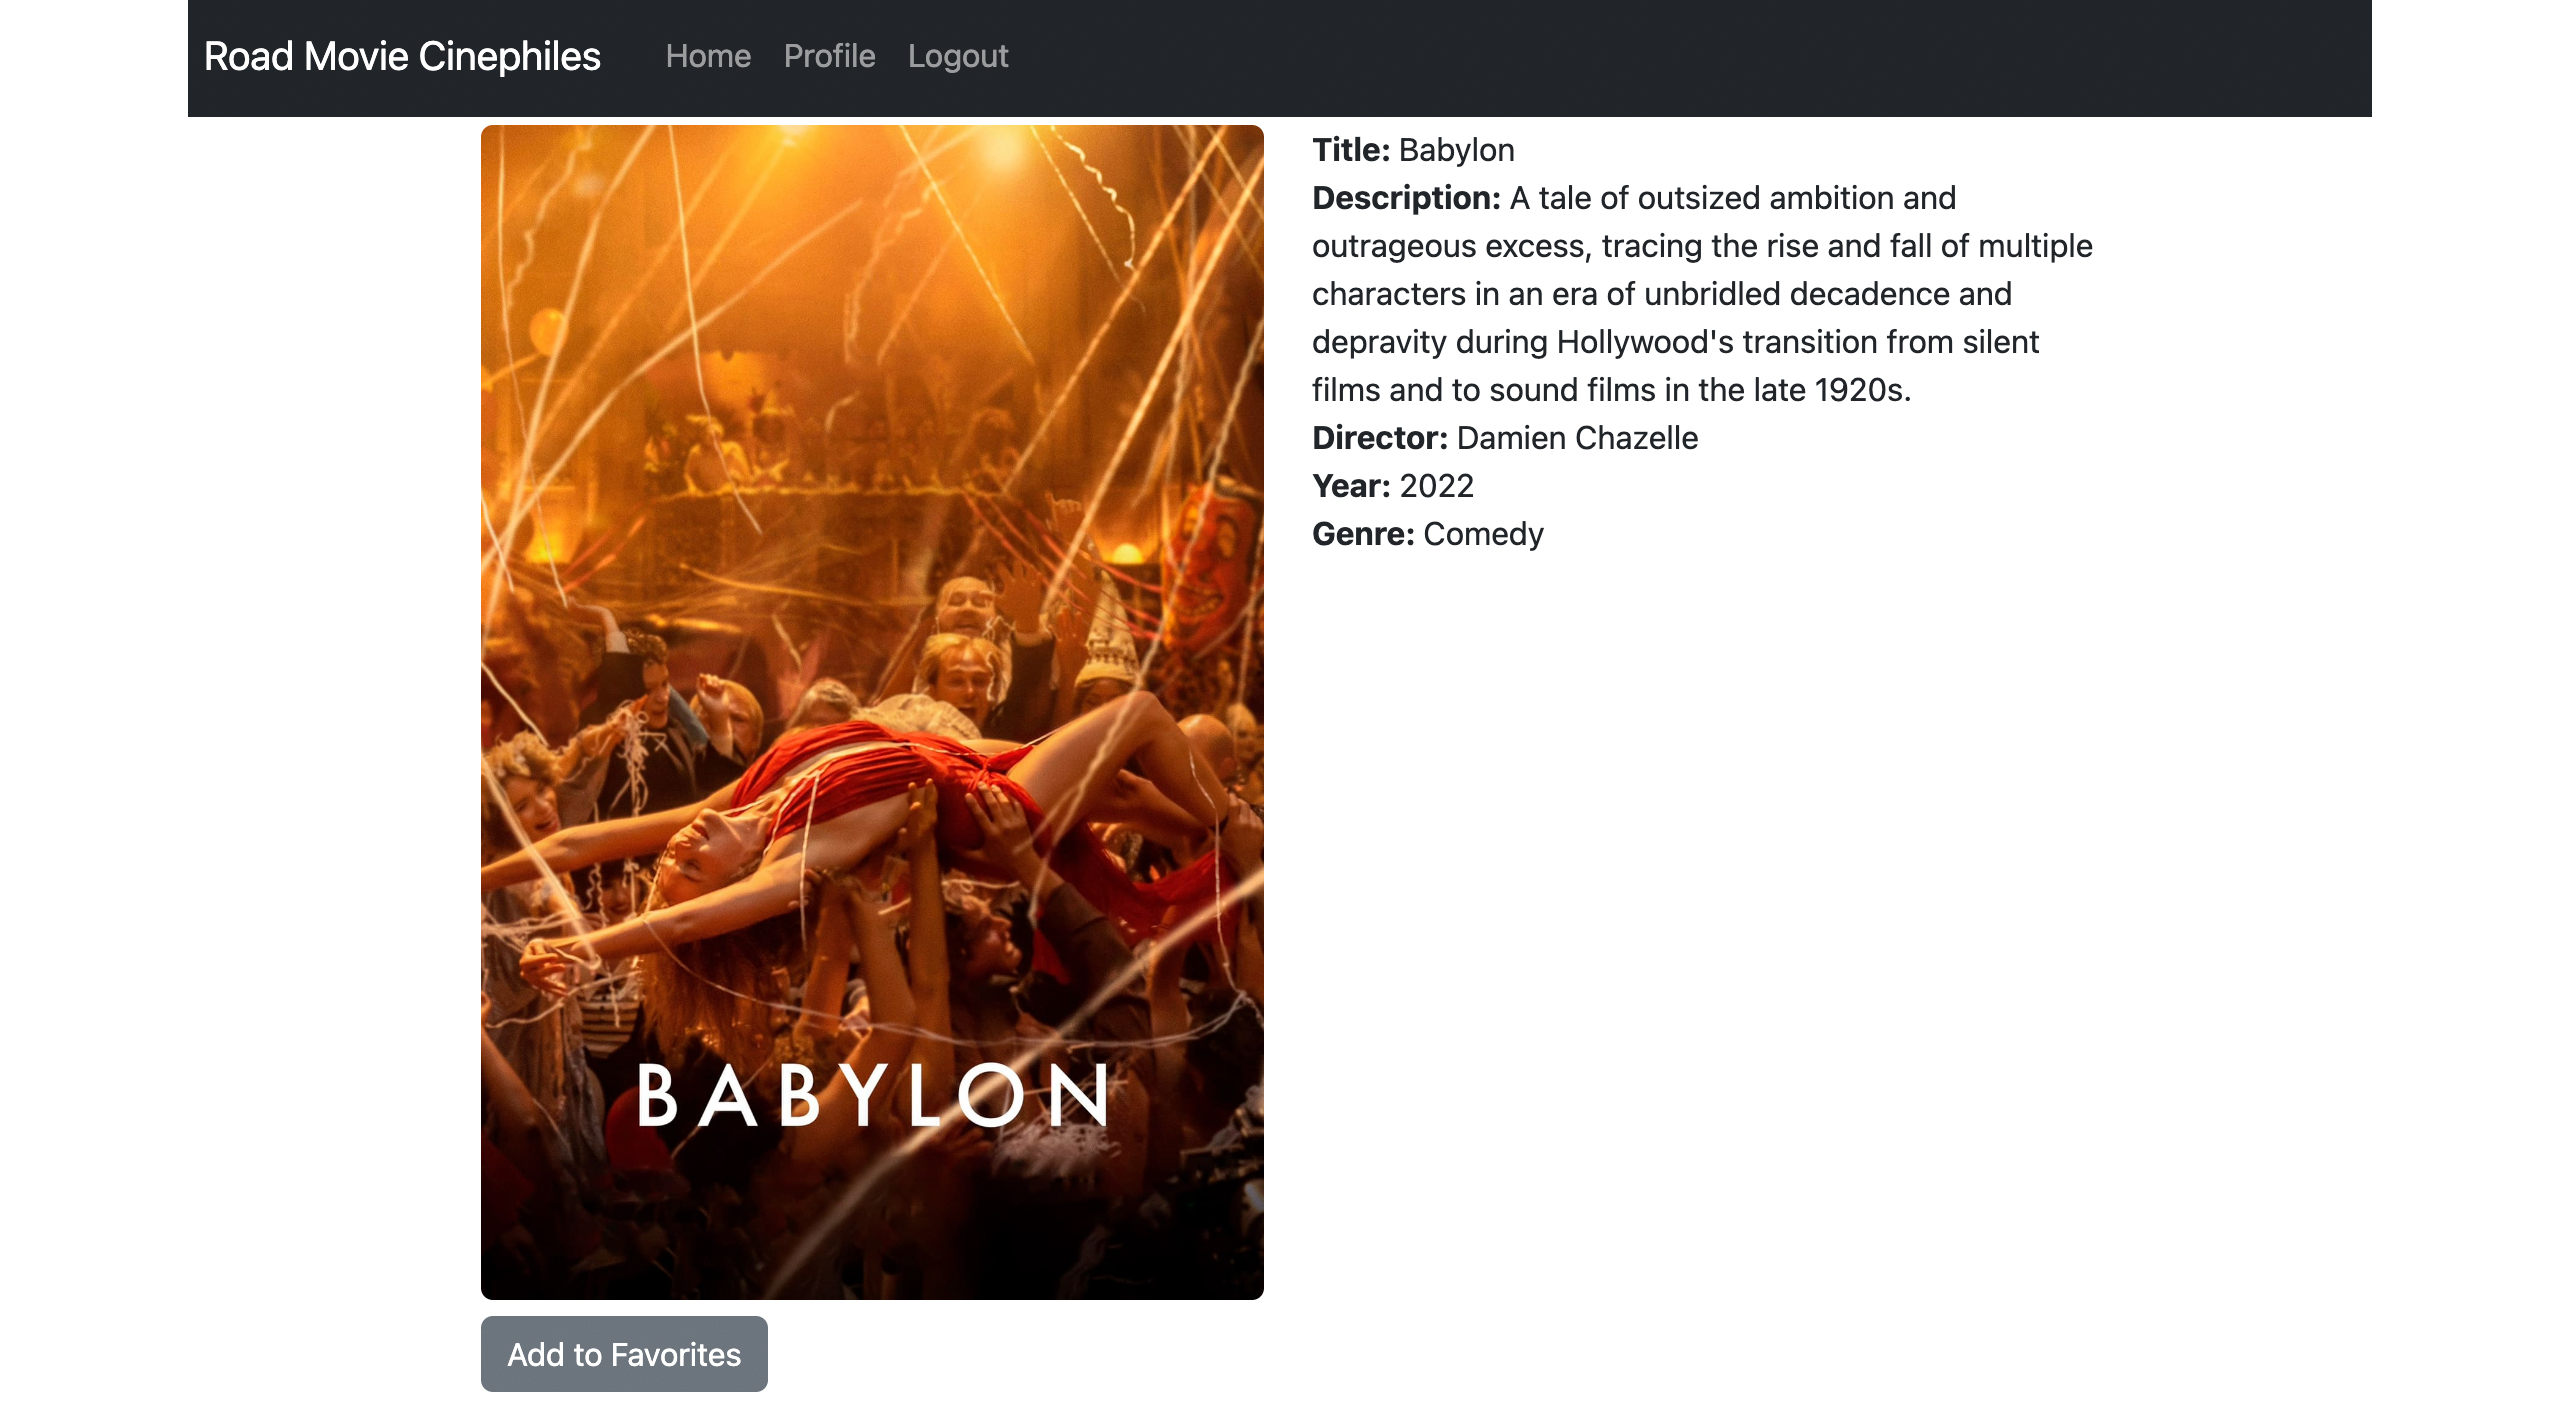 Road Movie Cinephiles Home Profile Logout
BABYLON
Add to Favorites
Title: Babylon
Description: A tale of outsized ambition and
outrageous excess, tracing the rise and fall of multiple
characters in an era of unbridled decadence and
depravity during Hollywood's transition from silent
films and to sound films in the late 1920s.
Director: Damien Chazelle
Year: 2022
Genre: Comedy